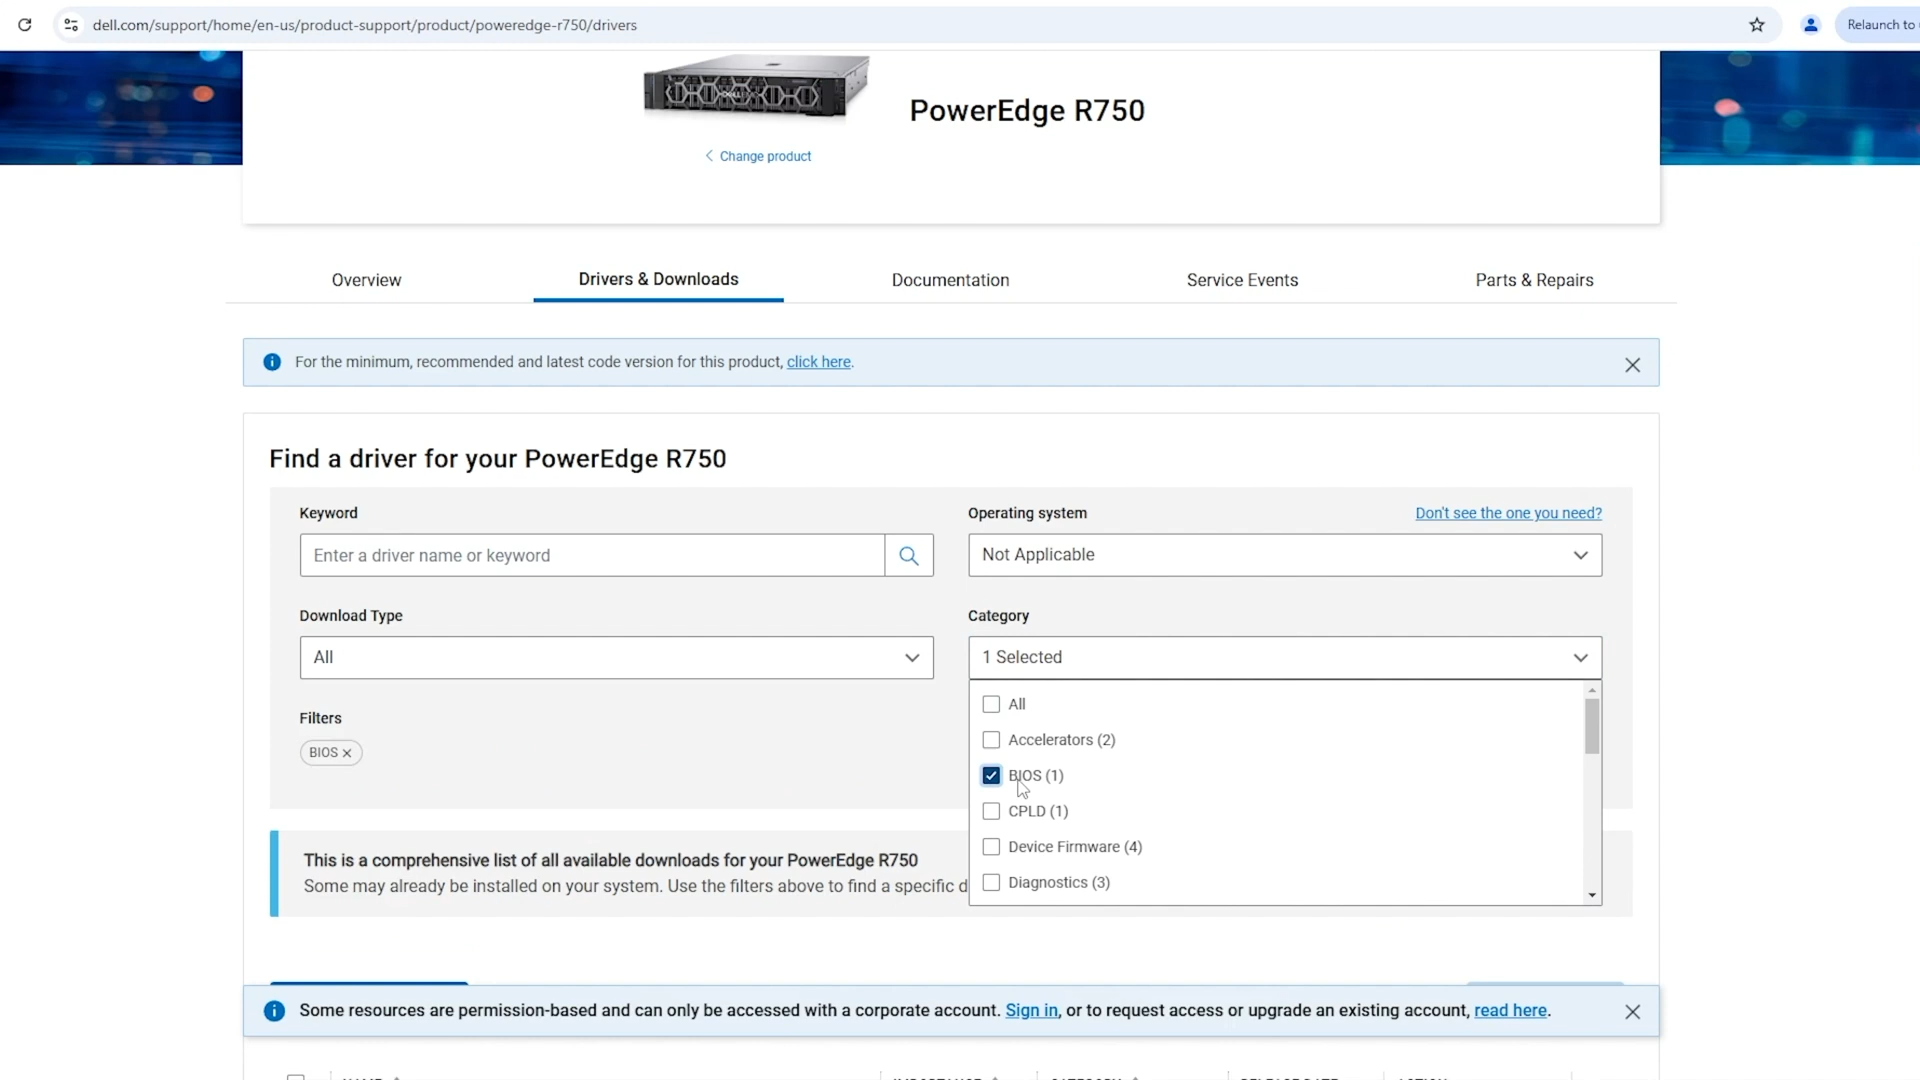 dell.com/support/home/en-us/product-support/product/poweredge-r750/drivers
Relaunch to
PowerEdge R750
Change product
Overview
Drivers & Downloads
Documentation
Service Events
Parts & Repairs
For the minimum, recommended and latest code version for this product, click here.
Find a driver for your PowerEdge R750
Keyword
Enter a driver name or keyword
Operating system
Don't see the one you need?
Not Applicable
Download Type
All
Category
1 Selected
All
Accelerators (2)
BIOS (1)
CPLD (1)
Device Firmware (4)
Diagnostics (3)
Filters
BIOS
This is a comprehensive list of all available downloads for your PowerEdge R750
Some may already be installed on your system. Use the filters above to find a specific d
Some resources are permission-based and can only be accessed with a corporate account. Sign in, or to request access or upgrade an existing account, read here.